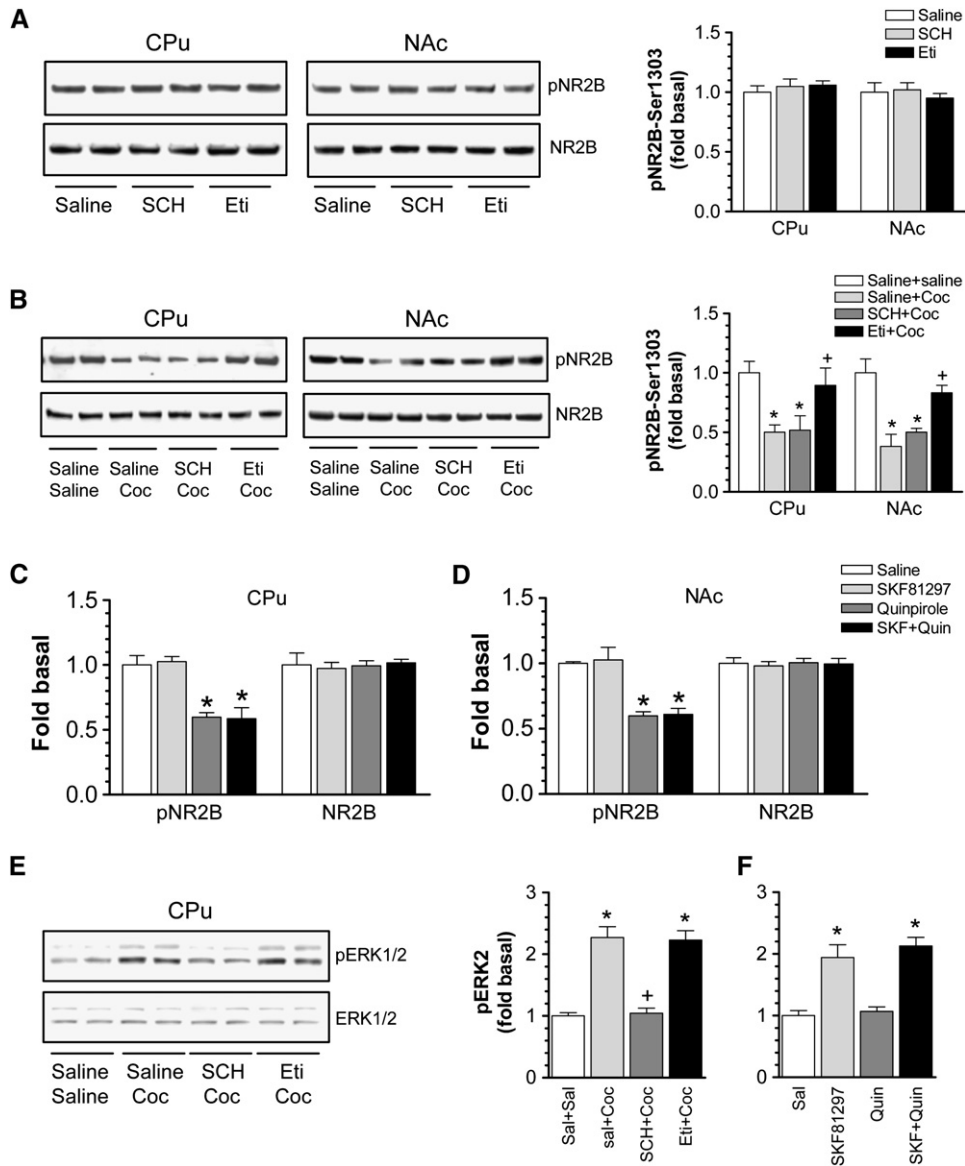 A
CPu
NAc
pNR2B
NR2B
Saline SCH Eti
Saline SCH Eti
Saline
SCH
Eti
pNR2B-Ser1303
(fold basal)
1.5
1.0
0.5
0.0
CPu NAc
B
CPu
NAc
pNR2B
NR2B
Saline Saline SCH Eti
Saline Coc Coc Coc
Saline Saline SCH Eti
Saline Coc Coc Coc
Saline+saline
Saline+Coc
SCH+Coc
Eti+Coc
pNR2B-Ser1303
(fold basal)
1.5
1.0
0.5
0.0
* * +
* * +
CPu NAc
C
CPu
Fold basal
1.5
1.0
0.5
0.0
* *
pNR2B NR2B
D
NAc
Saline
SKF81297
Quinpirole
SKF+Quin
Fold basal
1.5
1.0
0.5
0.0
* *
pNR2B NR2B
E
CPu
pERK1/2
ERK1/2
Saline Saline SCH Eti
Saline Coc Coc Coc
pERK2
(fold basal)
3
2
1
0
* + *
Sal+Sal
sal+Coc
SCH+Coc
Eti+Coc
F
3
2
1
0
* *
Sal
SKF81297
Quin
SKF+Quin